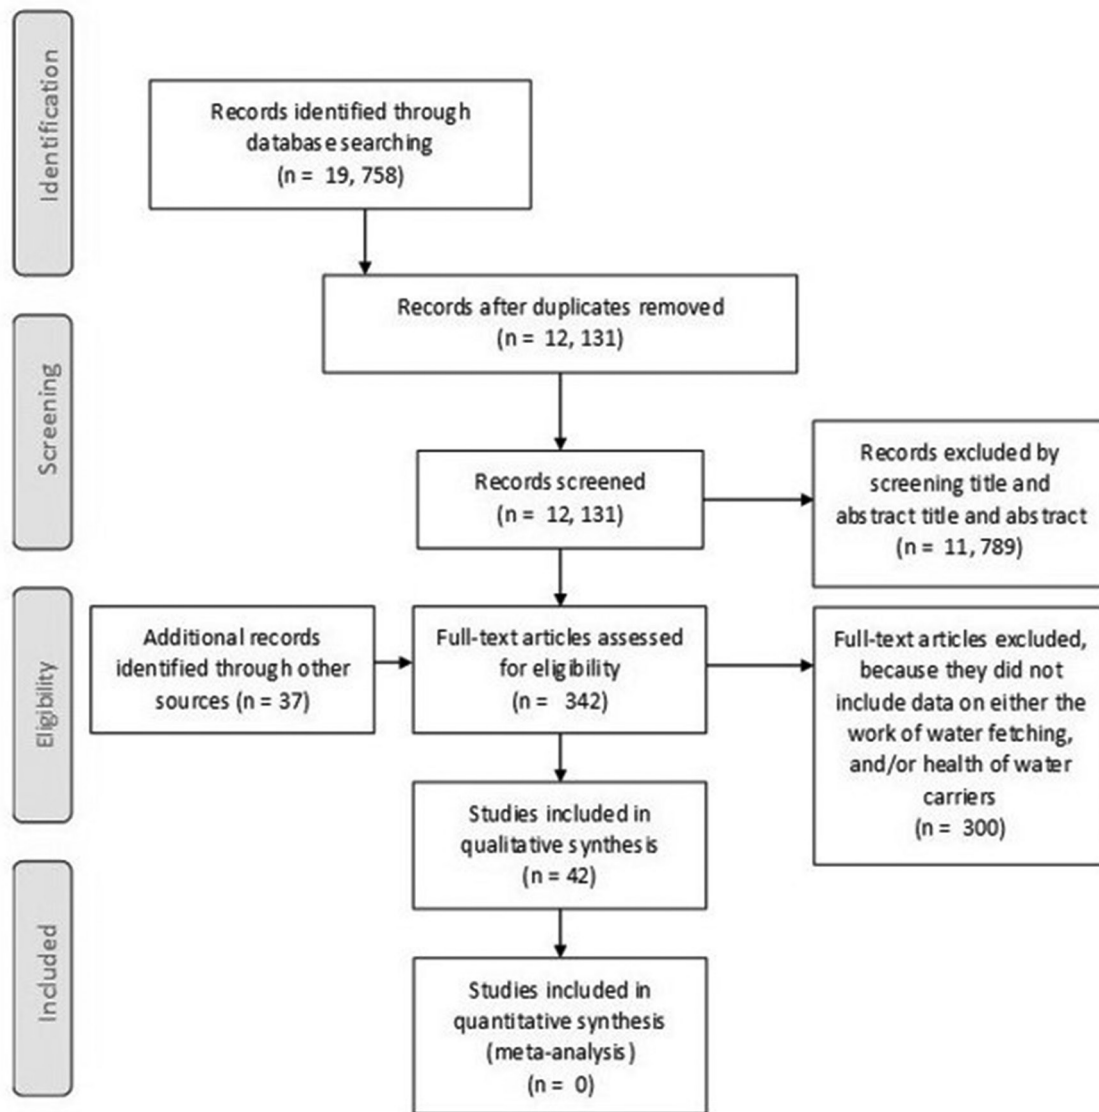 Identification
Records identified through
database searching
(n = 19, 758)
Records after duplicates removed
(n = 12, 131)
Screening
Records screened
(n = 12, 131)
Records excluded by
screening title and
abstract title and abstract
(n = 11, 789)
Eligibility
Additional records
identified through other
sources (n = 37)
Full-text articles assessed
for eligibility
(n = 342)
Full-text articles excluded,
because they did not
include data on either the
work of water fetching,
and/or health of water
carriers
(n = 300)
Studies included in
qualitative synthesis
(n = 42)
Included
Studies included in
quantitative synthesis
(meta-analysis)
(n = 0)